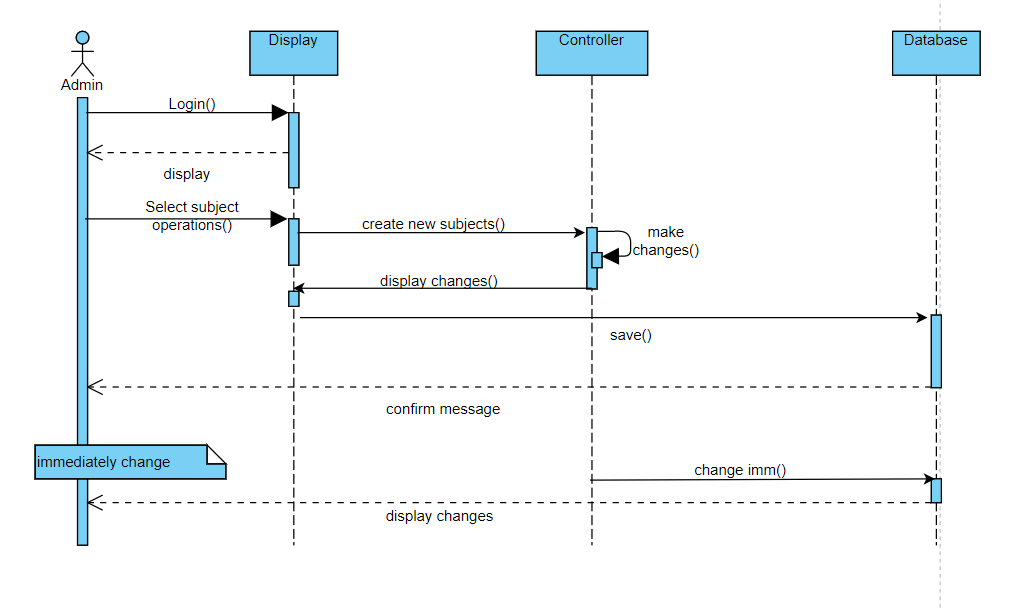 Display
Controller
Database
Admin
Login()
display
Select subject
operations()
create new subjects()
make
changes()
display changes()
save()
confirm message
immediately change
change imm()
display changes